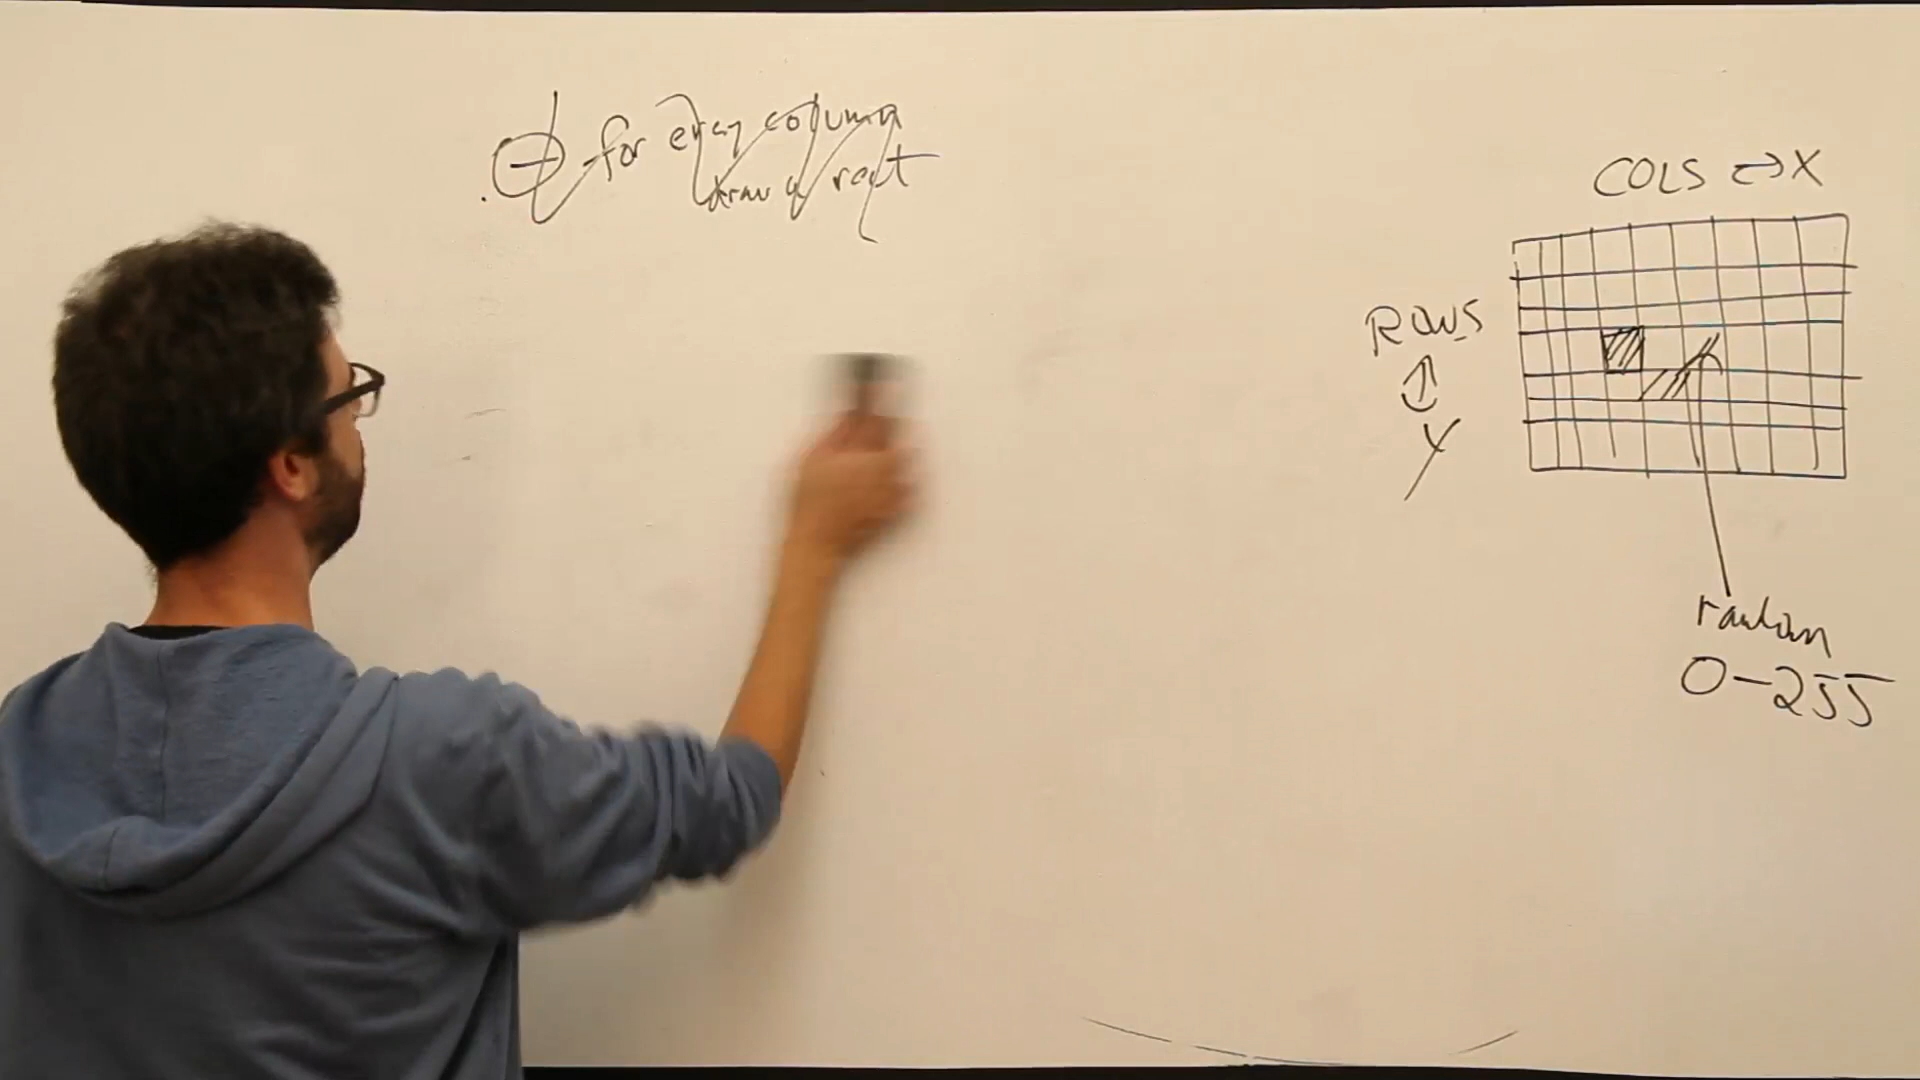 for every column
draw a rect
COLS ↔ X
ROWS
↕
Y
random
0-255